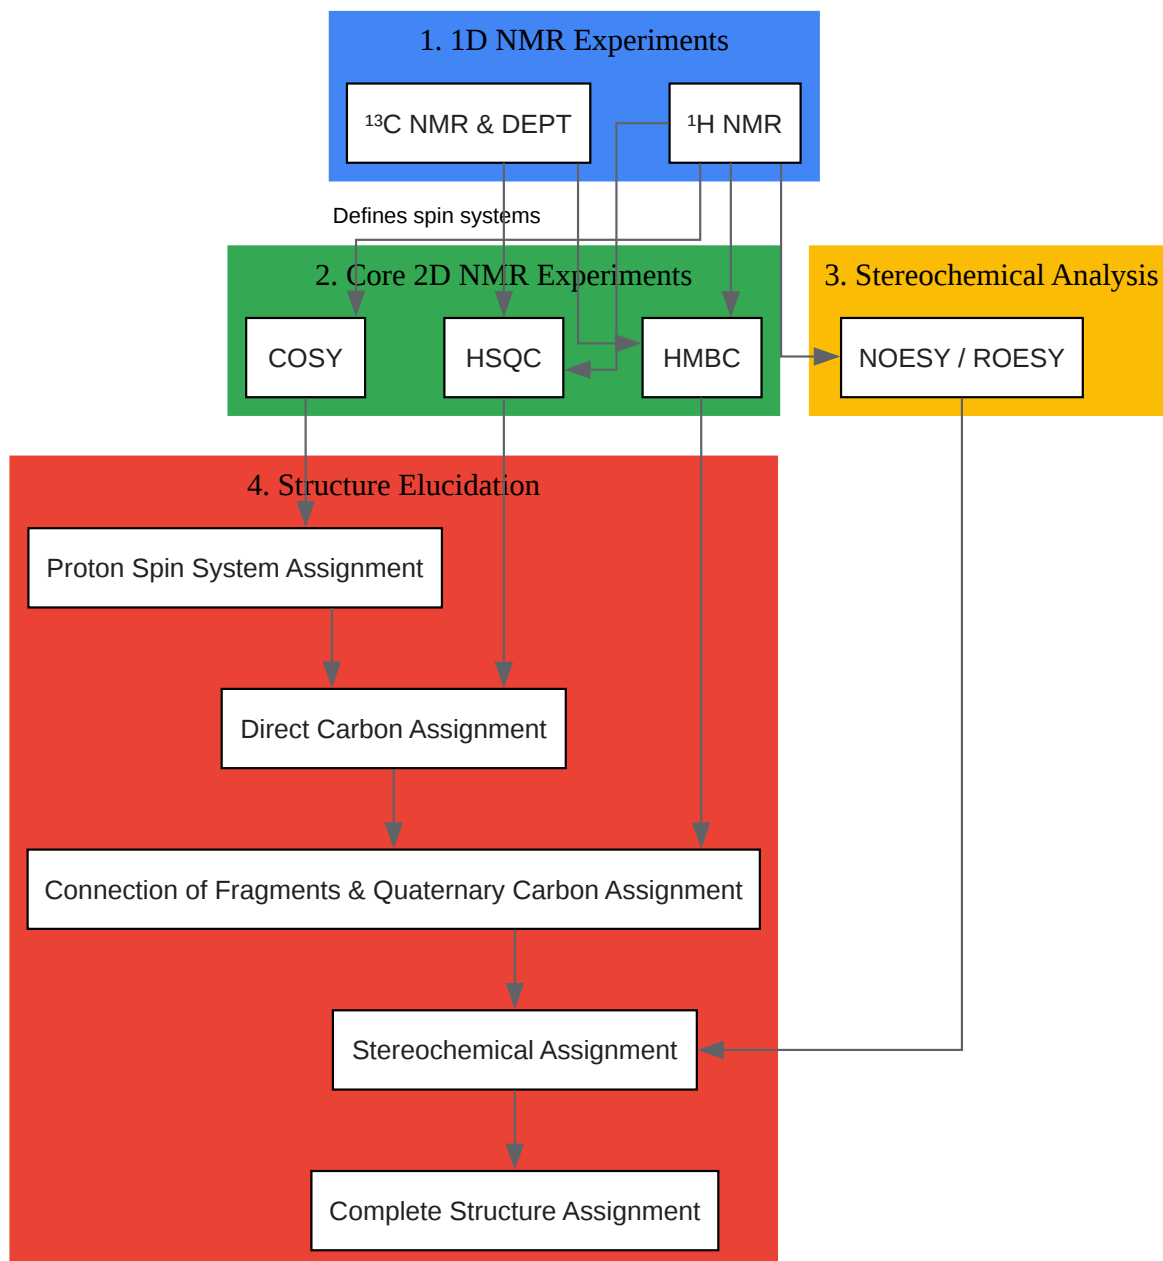 1. 1D NMR Experiments
¹³C NMR & DEPT
¹H NMR
Defines spin systems
2. Core 2D NMR Experiments
3. Stereochemical Analysis
COSY
HSQC
HMBC
NOESY / ROESY
4. Structure Elucidation
Proton Spin System Assignment
Direct Carbon Assignment
Connection of Fragments & Quaternary Carbon Assignment
Stereochemical Assignment
Complete Structure Assignment